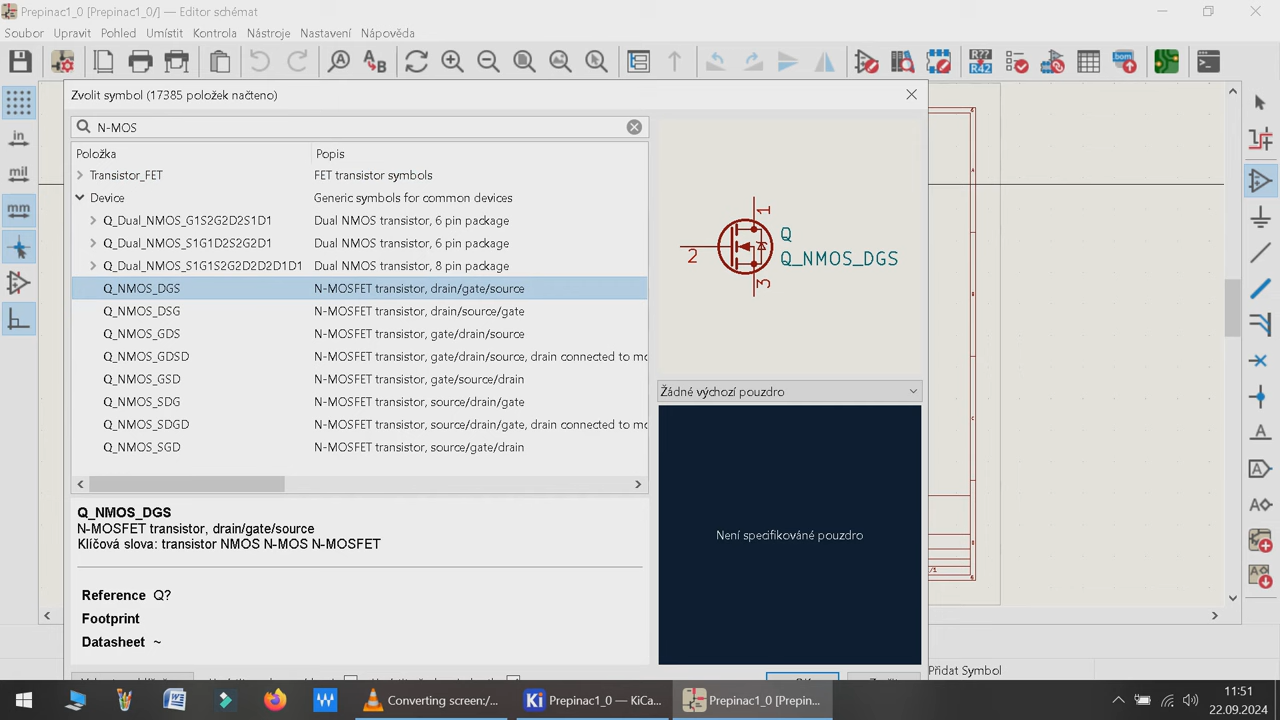 Prepinac1_0 [Prepinac1_0/] — Editor schémat
Soubor Upravit Pohled Umístit Kontrola Nástroje Nastavení Nápověda
Zvolit symbol (17385 položek načteno)
N-MOS
Položka Popis
Transistor_FET FET transistor symbols
Device Generic symbols for common devices
Q_Dual_NMOS_G1S2G2D2S1D1 Dual NMOS transistor, 6 pin package
Q_Dual_NMOS_S1G1D2S2G2D1 Dual NMOS transistor, 6 pin package
Q_Dual_NMOS_S1G1S2G2D2D2D1D1 Dual NMOS transistor, 8 pin package
Q_NMOS_DGS N-MOSFET transistor, drain/gate/source
Q_NMOS_DSG N-MOSFET transistor, drain/source/gate
Q_NMOS_GDS N-MOSFET transistor, gate/drain/source
Q_NMOS_GDSD N-MOSFET transistor, gate/drain/source, drain connected to mo
Q_NMOS_GSD N-MOSFET transistor, gate/source/drain
Q_NMOS_SDG N-MOSFET transistor, source/drain/gate
Q_NMOS_SDGD N-MOSFET transistor, source/drain/gate, drain connected to mo
Q_NMOS_SGD N-MOSFET transistor, source/gate/drain
1
2
3
Q
Q_NMOS_DGS
Žádné výchozí pouzdro
Není specifikováné pouzdro
Q_NMOS_DGS
N-MOSFET transistor, drain/gate/source
Klíčová slova: transistor NMOS N-MOS N-MOSFET
Reference Q?
Footprint
Datasheet ~
in
mil
mm
R??
R42
bom
Přidat Symbol
Converting screen:/...
Prepinac1_0 — KiCa...
Prepinac1_0 [Prepin...
11:51
22.09.2024